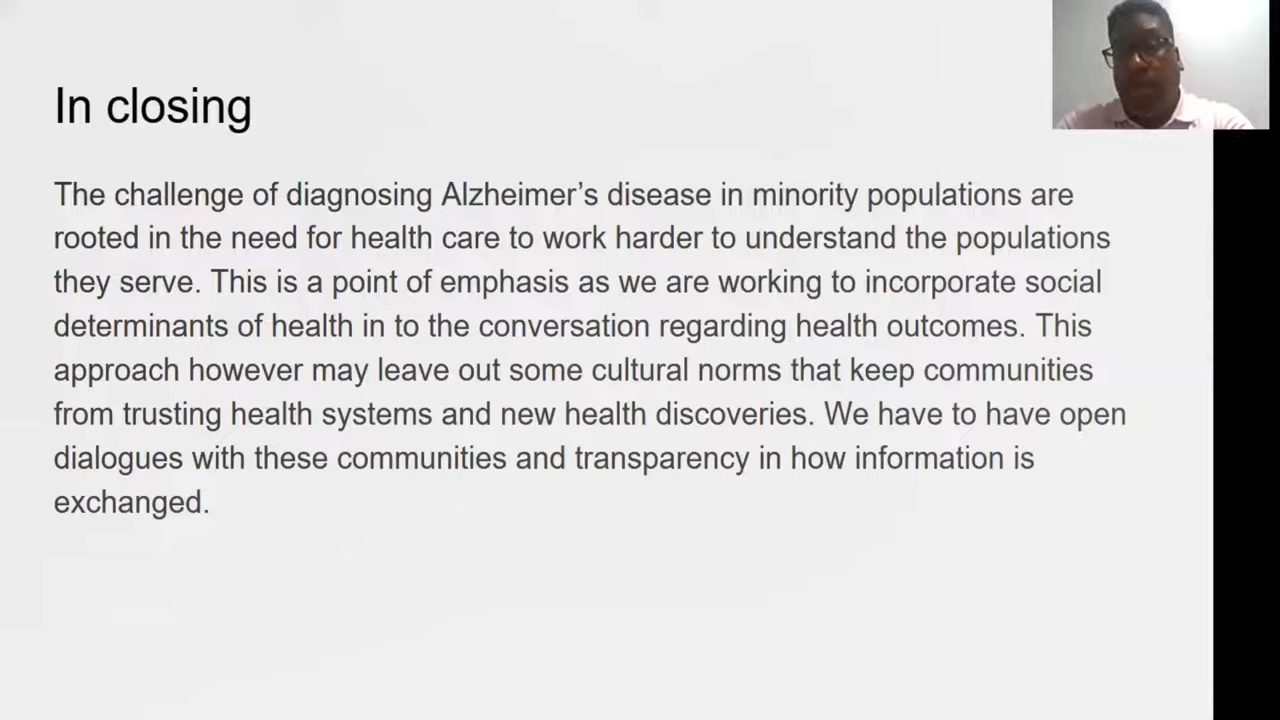 In closing
The challenge of diagnosing Alzheimer’s disease in minority populations are
rooted in the need for health care to work harder to understand the populations
they serve. This is a point of emphasis as we are working to incorporate social
determinants of health in to the conversation regarding health outcomes. This
approach however may leave out some cultural norms that keep communities
from trusting health systems and new health discoveries. We have to have open
dialogues with these communities and transparency in how information is
exchanged.